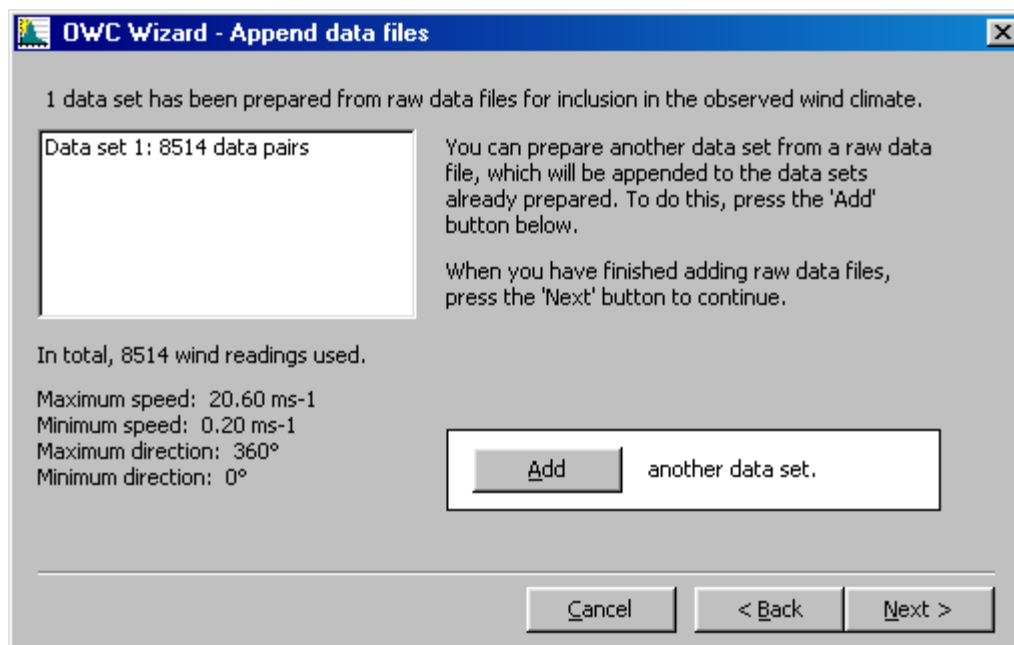 OWC Wizard - Append data files
1 data set has been prepared from raw data files for inclusion in the observed wind climate.
Data set 1: 8514 data pairs
You can prepare another data set from a raw data
file, which will be appended to the data sets
already prepared. To do this, press the 'Add'
button below.
When you have finished adding raw data files,
press the 'Next' button to continue.
In total, 8514 wind readings used.
Maximum speed: 20.60 ms-1
Minimum speed: 0.20 ms-1
Maximum direction: 360º
Minimum direction: 0º
Add another data set.
Cancel < Back Next >